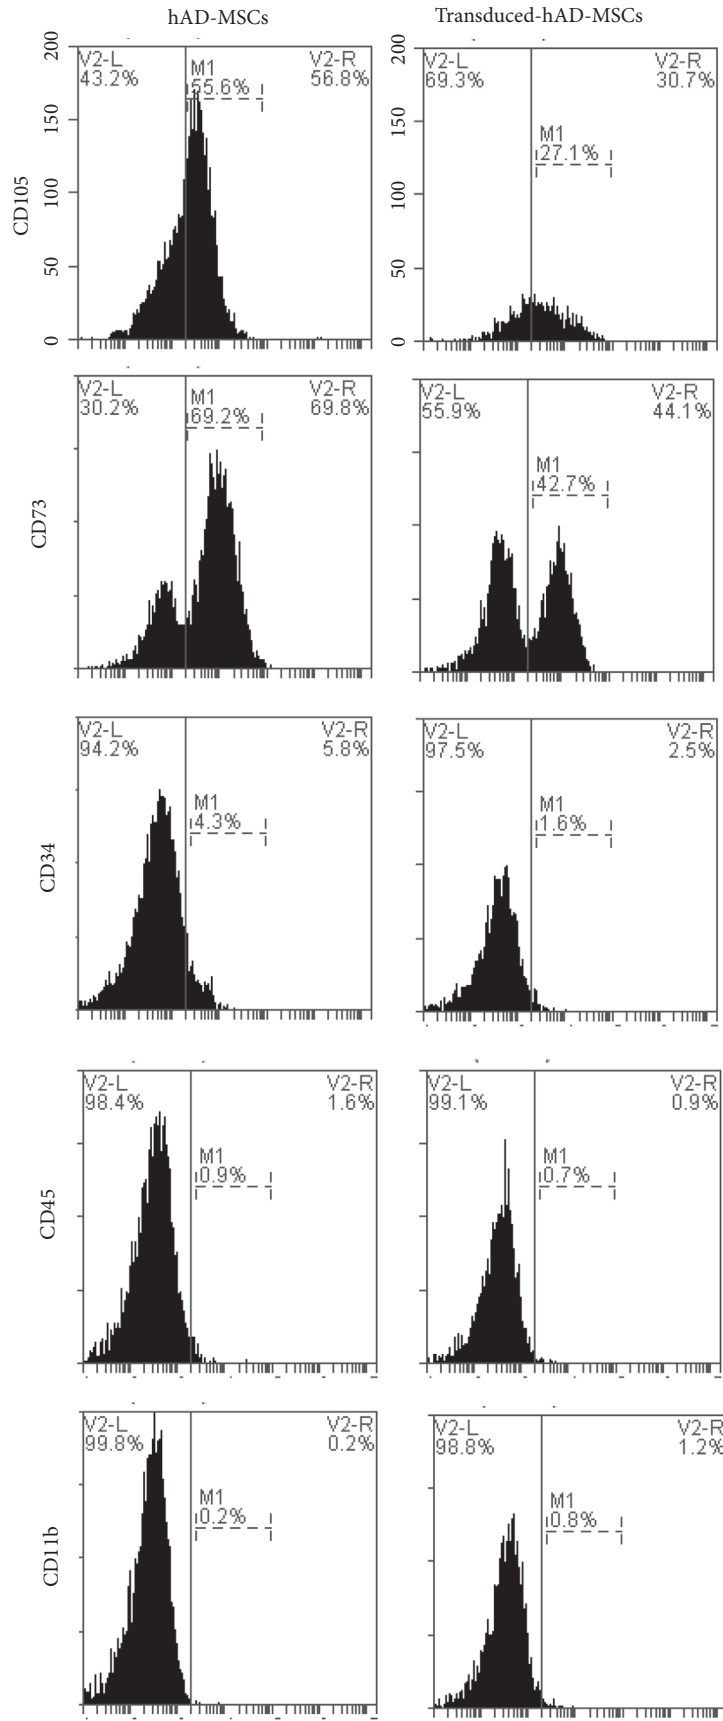 hAD-MSCs
Transduced-hAD-MSCs
CD105
200
150
100
50
0
V2-L
43.2%
M1
55.6%
V2-R
56.8%
200
150
100
50
0
V2-L
69.3%
M1
27.1%
V2-R
30.7%
CD73
V2-L
30.2%
M1
69.2%
V2-R
69.8%
V2-L
55.9%
M1
42.7%
V2-R
44.1%
CD34
V2-L
94.2%
M1
4.3%
V2-R
5.8%
V2-L
97.5%
M1
1.6%
V2-R
2.5%
CD45
V2-L
98.4%
M1
0.9%
V2-R
1.6%
V2-L
99.1%
M1
0.7%
V2-R
0.9%
CD11b
V2-L
99.8%
M1
0.2%
V2-R
0.2%
V2-L
98.8%
M1
0.8%
V2-R
1.2%